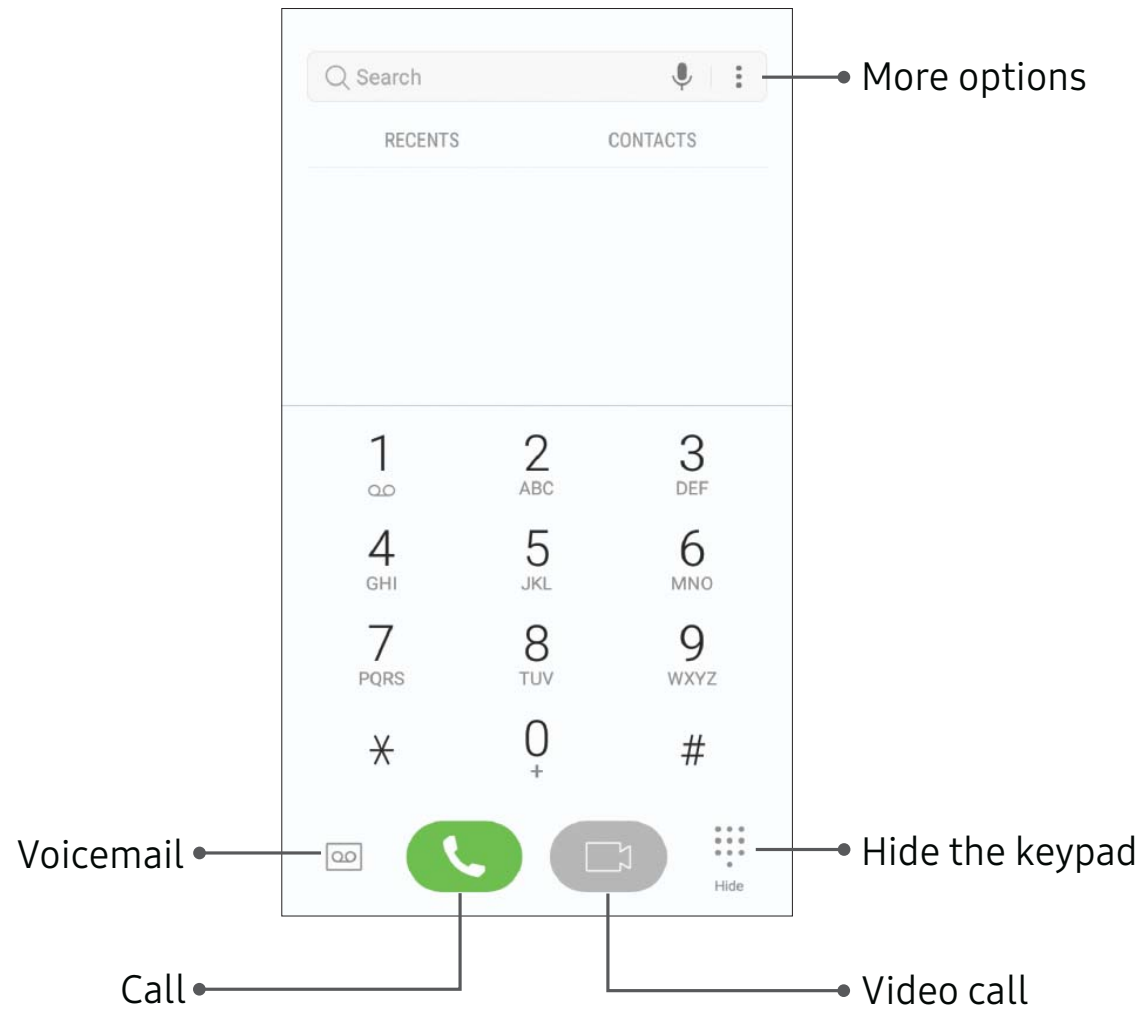 Search
More options
RECENTS CONTACTS
1 2 3
ABC DEF
4 5 6
GHI JKL MNO
7 8 9
PQRS TUV WXYZ
* 0 #
+
Voicemail
Hide the keypad
Hide
Call
Video call